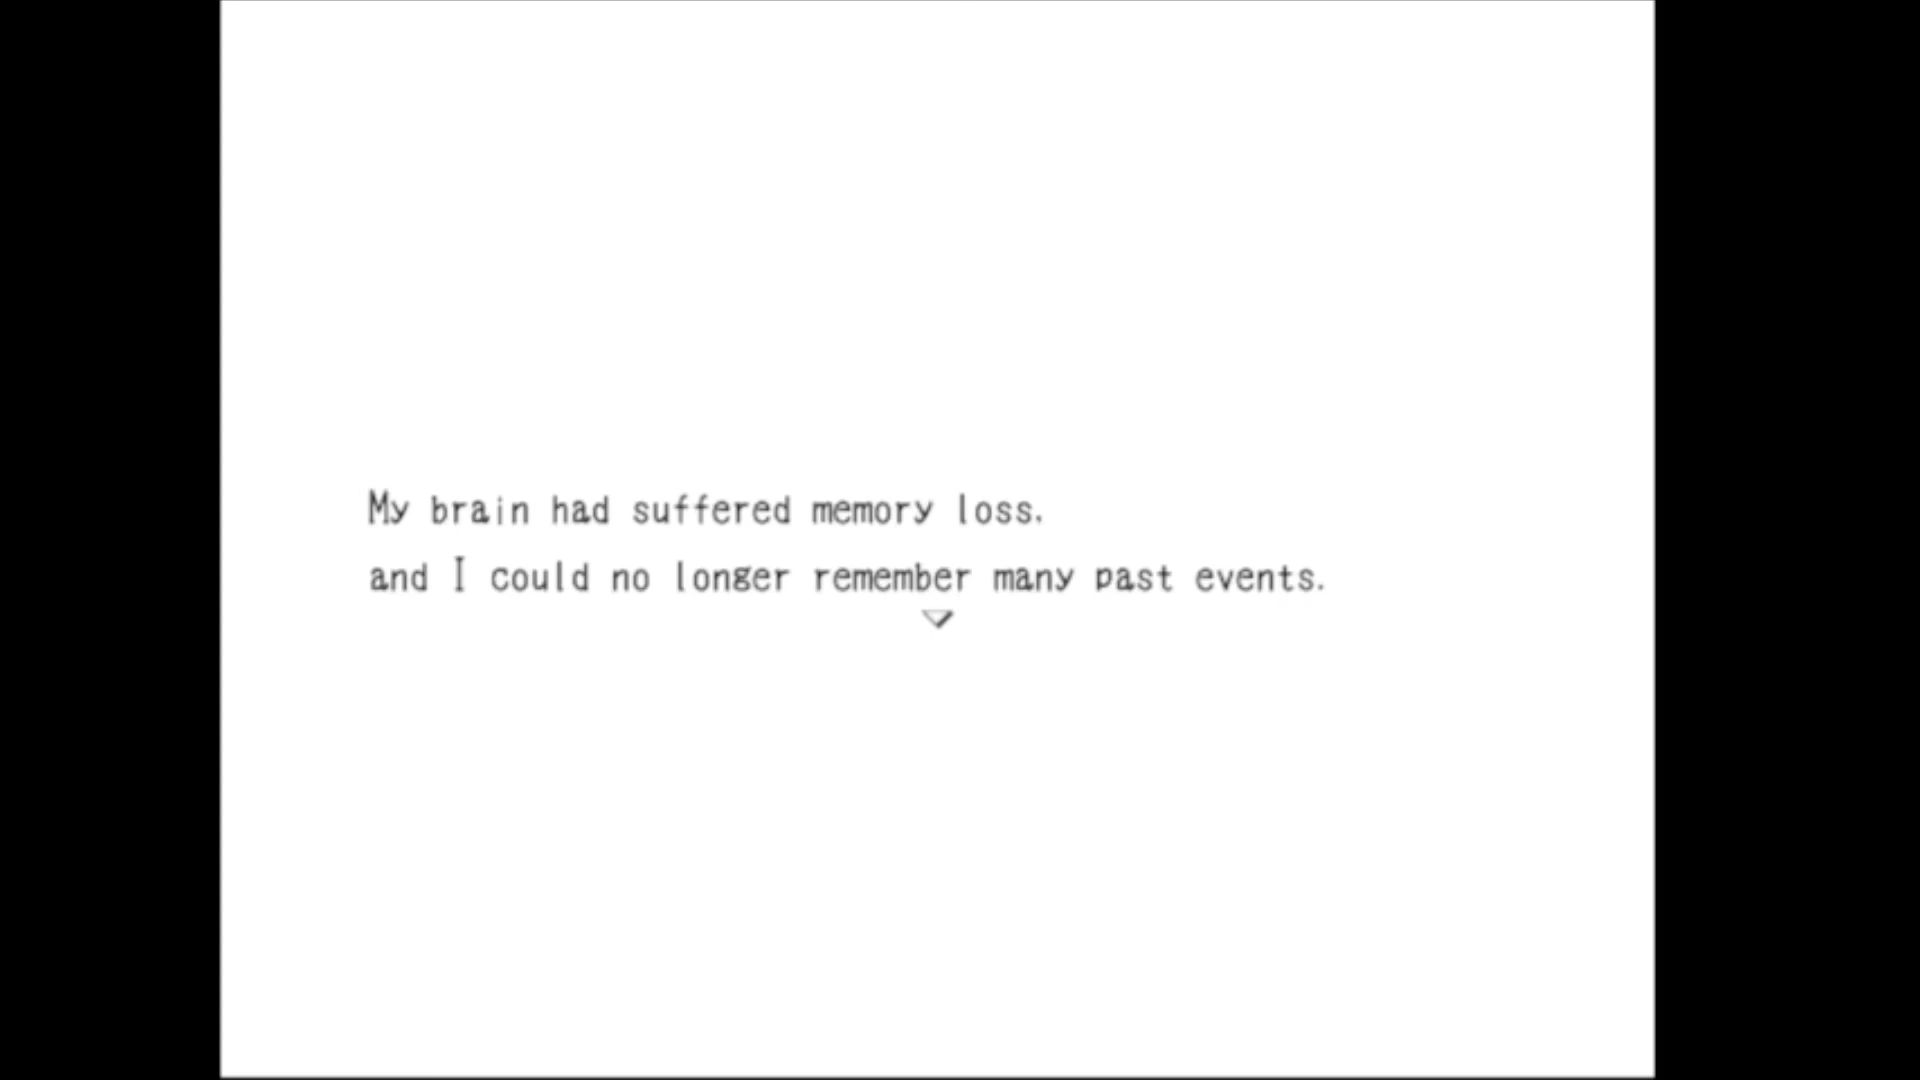 My brain had suffered memory loss,
and I could no longer remember many past events.